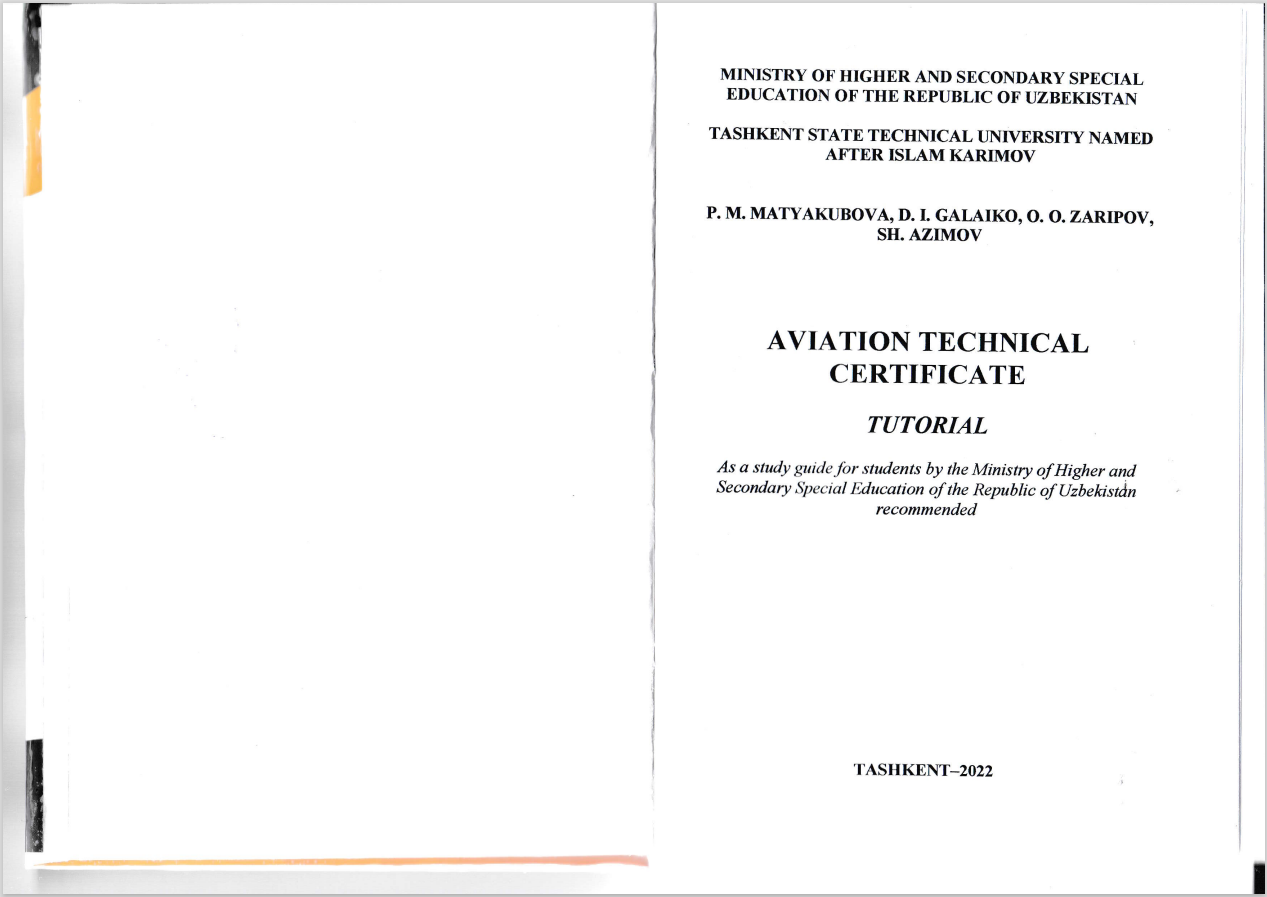 MINISTRY OF HIGHER AND SECONDARY SPECIAL
EDUCATION OF THE REPUBLIC OF UZBEKISTAN
TASHKENT STATE TECHNICAL UNIVERSITY NAMED
AFTER ISLAM KARIMOV
P. M. MATYAKUBOVA, D. I. GALAIKO, O. O. ZARIPOV,
SH. AZIMOV
AVIATION TECHNICAL
CERTIFICATE
TUTORIAL
As a study guide for students by the Ministry of Higher and
Secondary Special Education of the Republic of Uzbekistan
recommended
TASHKENT–2022